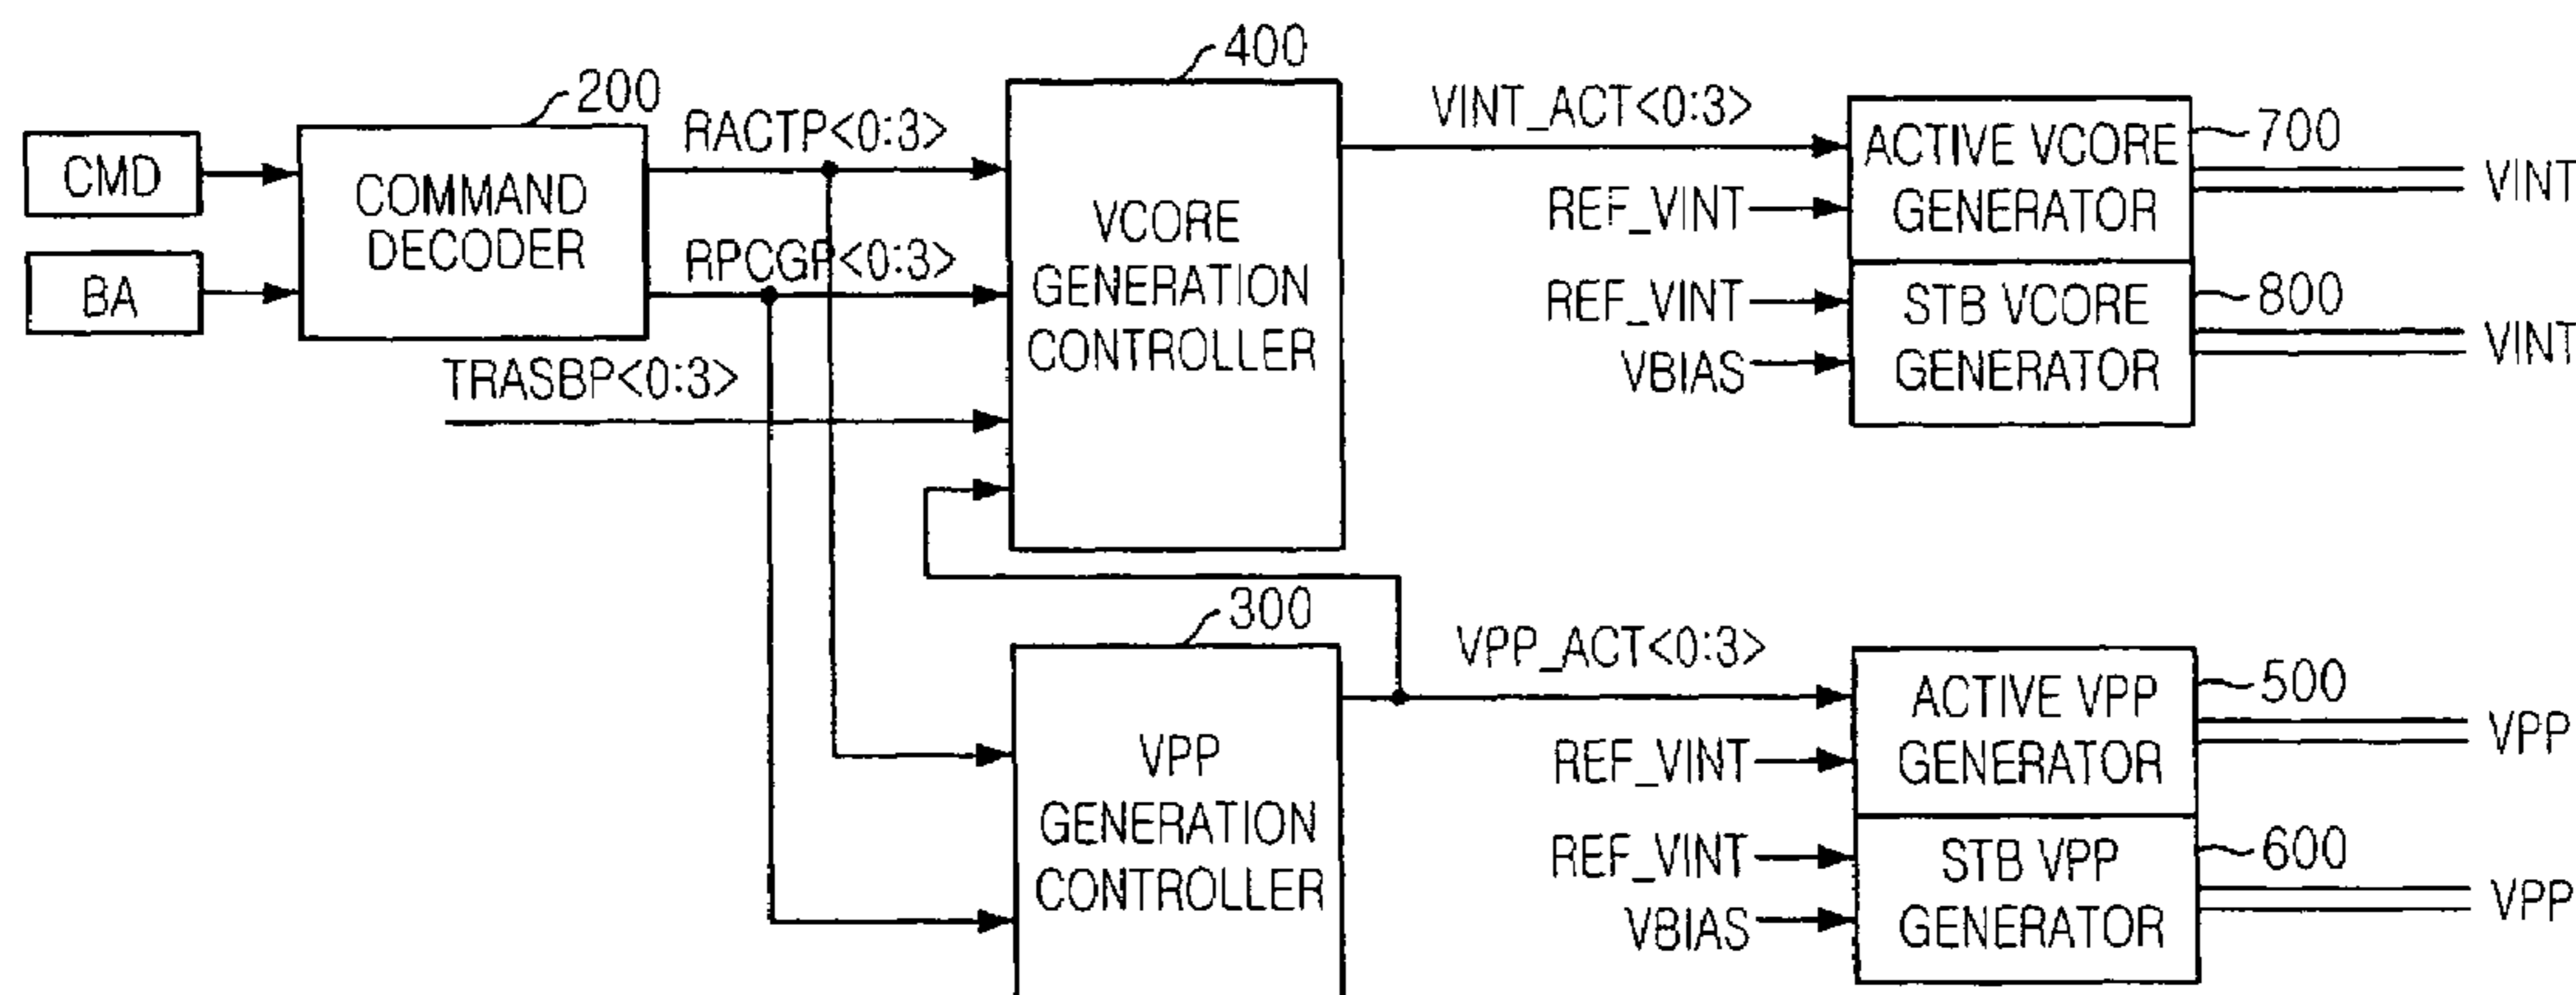 400
200
CMD
BA
COMMAND
DECODER
RACTP<0:3>
RPCGP<0:3>
TRASBP<0:3>
VCORE
GENERATION
CONTROLLER
VINT_ACT<0:3>
REF_VINT
ACTIVE VCORE
GENERATOR
700
VINT
REF_VINT
VBIAS
STB VCORE
GENERATOR
800
VINT
300
VPP
GENERATION
CONTROLLER
VPP_ACT<0:3>
REF_VINT
ACTIVE VPP
GENERATOR
500
VPP
REF_VINT
VBIAS
STB VPP
GENERATOR
600
VPP